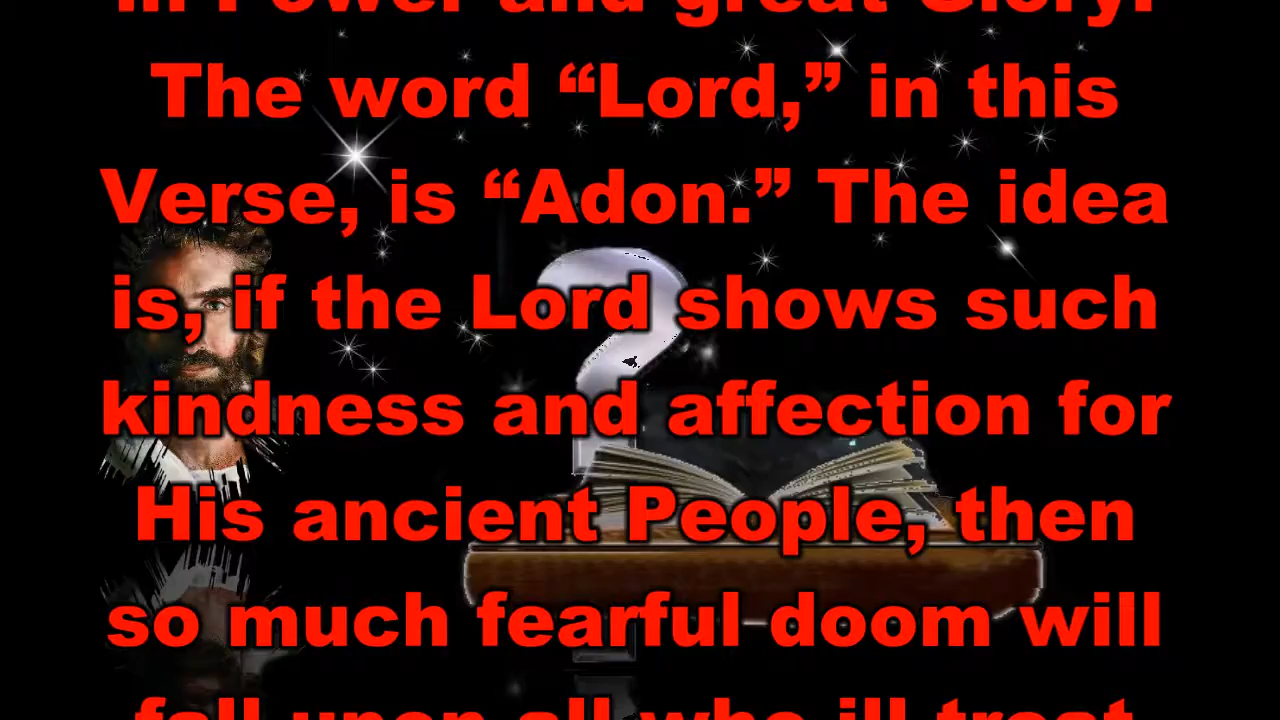 in Power and great Glory.
The word “Lord,” in this
Verse, is “Adon.” The idea
is, if the Lord shows such
kindness and affection for
His ancient People, then
so much fearful doom will
fall upon all who ill treat